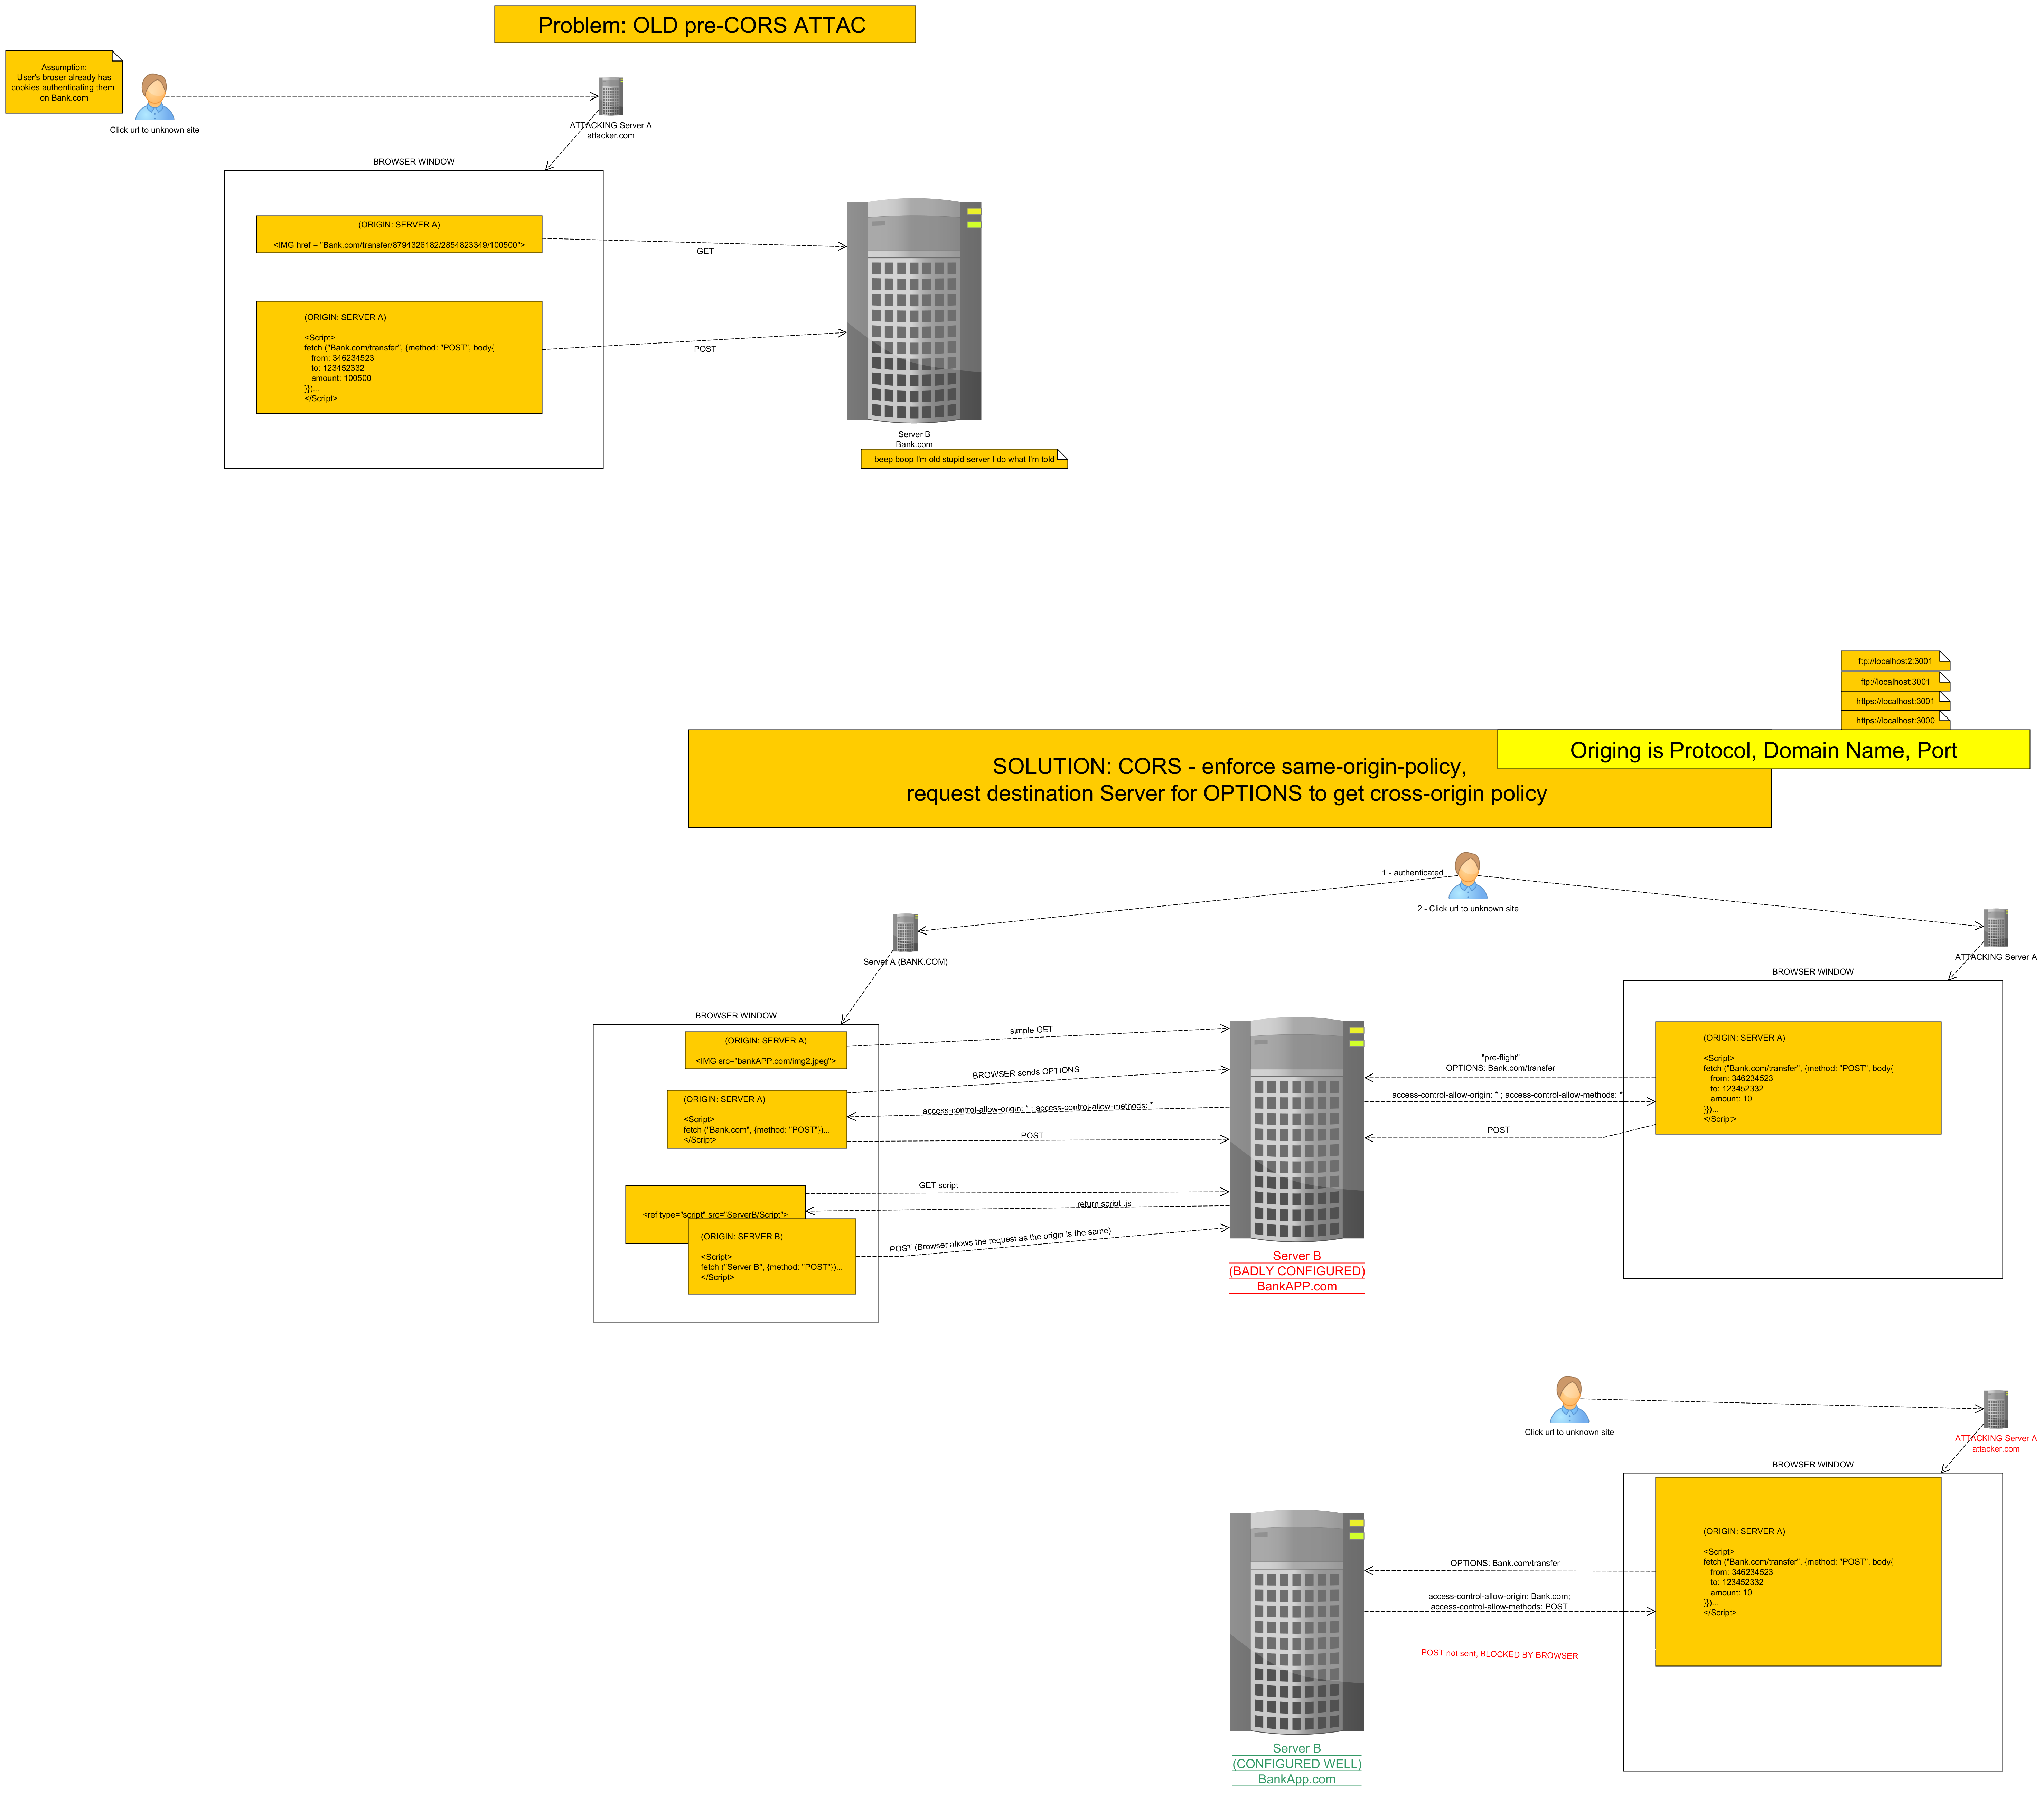 Problem: OLD pre-CORS ATTAC
Assumption:
User's broser already has
cookies authenticating them
on Bank.com
Click url to unknown site
ATTACKING Server A
attacker.com
BROWSER WINDOW
(ORIGIN: SERVER A)
<IMG href = "Bank.com/transfer/8794326182/2854823349/100500">
GET
(ORIGIN: SERVER A)
<Script>
fetch ("Bank.com/transfer", {method: "POST", body{
from: 346234523
to: 123452332
amount: 100500
}})...
</Script>
POST
Server B
Bank.com
beep boop I'm old stupid server I do what I'm told
ftp://localhost2:3001
ftp://localhost:3001
https://localhost:3001
https://localhost:3000
Origing is Protocol, Domain Name, Port
SOLUTION: CORS - enforce same-origin-policy,
request destination Server for OPTIONS to get cross-origin policy
1 - authenticated
2 - Click url to unknown site
Server A (BANK.COM)
ATTACKING Server A
BROWSER WINDOW
(ORIGIN: SERVER A)
<IMG src="bankAPP.com/img2.jpeg">
simple GET
BROWSER sends OPTIONS
(ORIGIN: SERVER A)
<Script>
fetch ("Bank.com", {method: "POST"})...
</Script>
access-control-allow-origin: * ; access-control-allow-methods: *
POST
GET script
<ref type="script" src="ServerB/Script">
return script .js
(ORIGIN: SERVER B)
<Script>
fetch ("Server B", {method: "POST"})...
</Script>
POST (Browser allows the request as the origin is the same)
Server B
(BADLY CONFIGURED)
BankAPP.com
"pre-flight"
OPTIONS: Bank.com/transfer
access-control-allow-origin: * ; access-control-allow-methods: *
POST
BROWSER WINDOW
(ORIGIN: SERVER A)
<Script>
fetch ("Bank.com/transfer", {method: "POST", body{
from: 346234523
to: 123452332
amount: 10
}})...
</Script>
Click url to unknown site
ATTACKING Server A
attacker.com
BROWSER WINDOW
(ORIGIN: SERVER A)
<Script>
fetch ("Bank.com/transfer", {method: "POST", body{
from: 346234523
to: 123452332
amount: 10
}})...
</Script>
OPTIONS: Bank.com/transfer
access-control-allow-origin: Bank.com;
access-control-allow-methods: POST
POST not sent, BLOCKED BY BROWSER
Server B
(CONFIGURED WELL)
BankApp.com